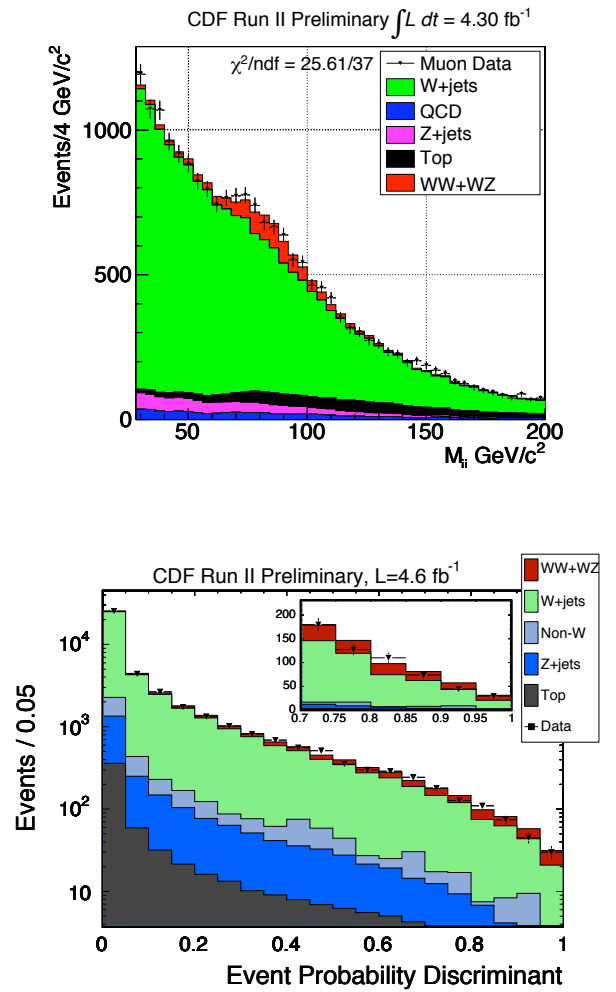 CDF Run II Preliminary ∫L dt = 4.30 fb⁻¹
χ²/ndf = 25.61/37
Muon Data
W+jets
QCD
Z+jets
Top
WW+WZ
Events/4 GeV/c²
1000
500
0
50 100 150 200
M_jj GeV/c²
CDF Run II Preliminary, L=4.6 fb⁻¹
WW+WZ
W+jets
Non-W
Z+jets
Top
Data
Events / 0.05
10⁴
10³
10²
10
200
150
100
50
0
0.7 0.75 0.8 0.85 0.9 0.95 1
0 0.2 0.4 0.6 0.8 1
Event Probability Discriminant